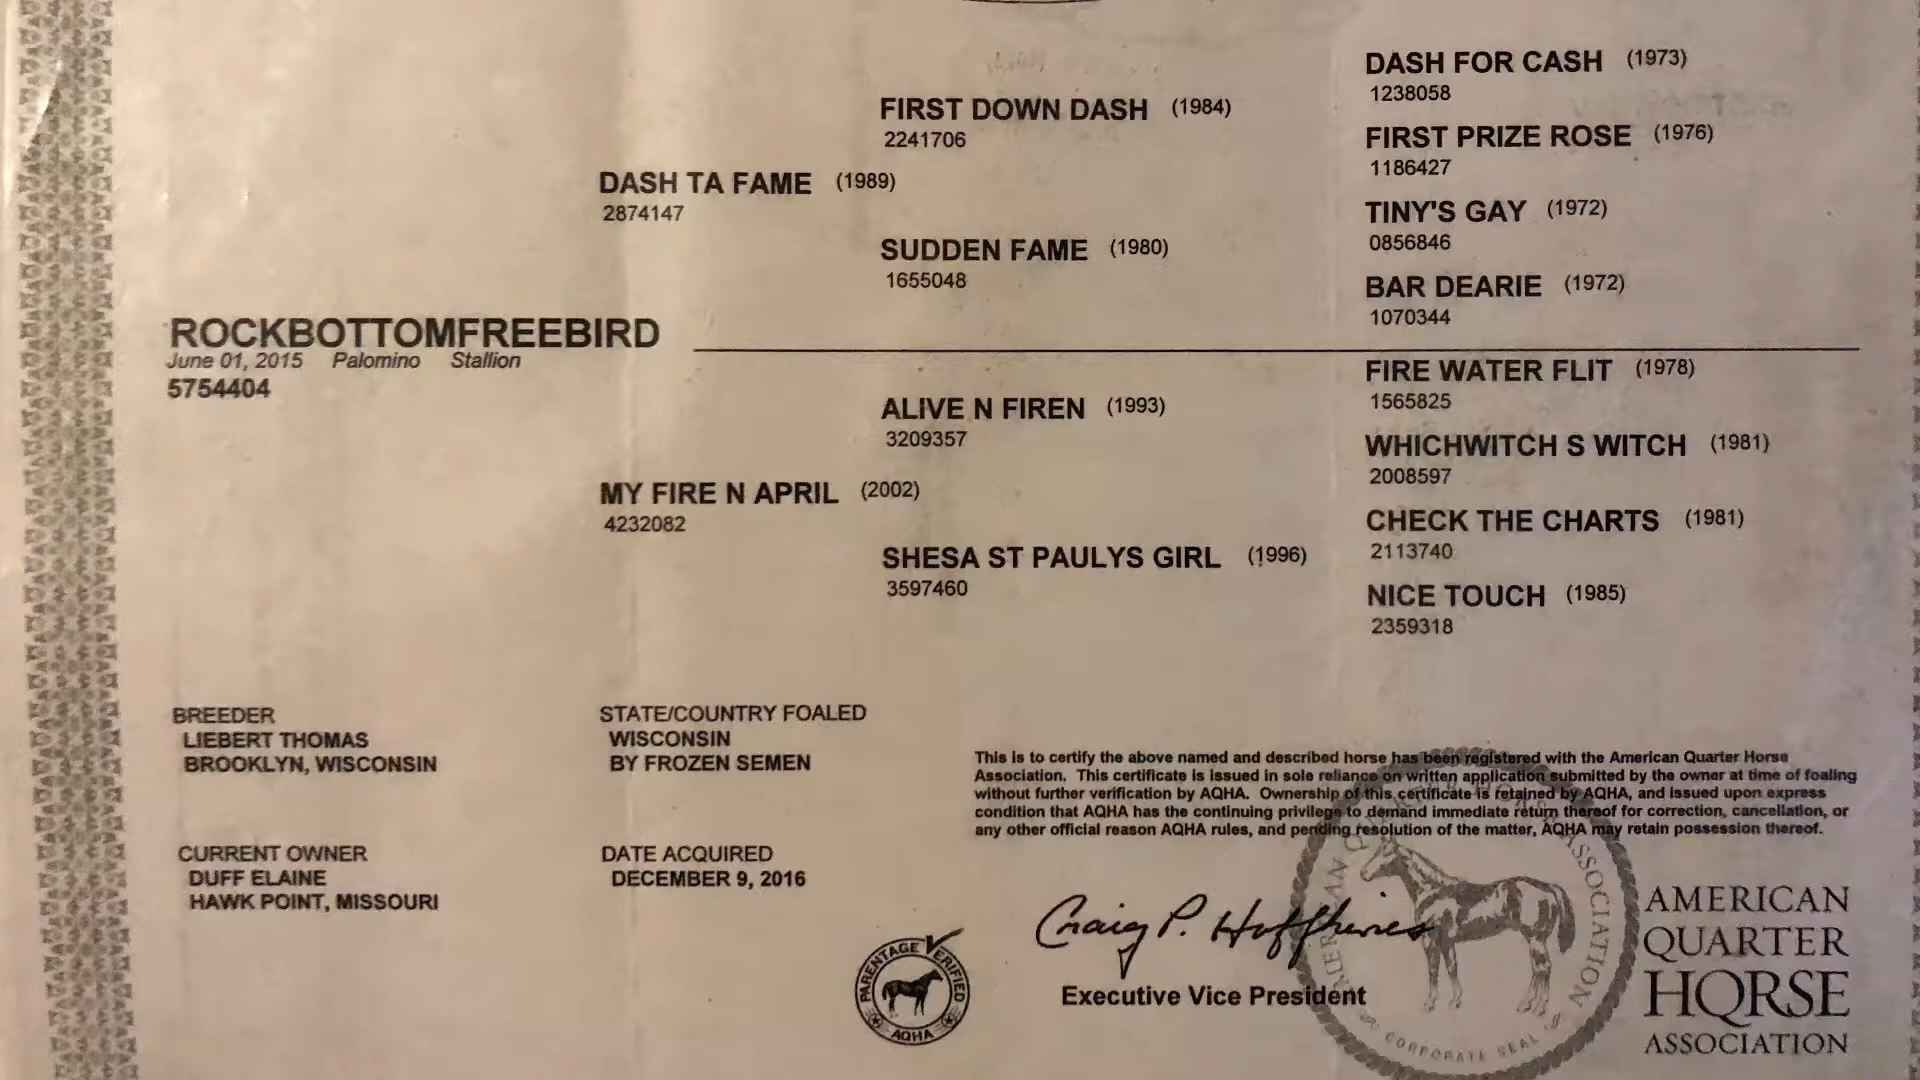 DASH FOR CASH (1973)
1238058
FIRST DOWN DASH (1984)
2241706
FIRST PRIZE ROSE (1976)
1186427
DASH TA FAME (1989)
2874147
TINY'S GAY (1972)
0856846
SUDDEN FAME (1980)
1655048
BAR DEARIE (1972)
1070344
ROCKBOTTOMFREEBIRD
June 01, 2015 Palomino Stallion
5754404
FIRE WATER FLIT (1978)
1565825
ALIVE N FIREN (1993)
3209357
WHICHWITCH S WITCH (1981)
2008597
MY FIRE N APRIL (2002)
4232082
CHECK THE CHARTS (1981)
2113740
SHESA ST PAULYS GIRL (1996)
3597460
NICE TOUCH (1985)
2359318
BREEDER
LIEBERT THOMAS
BROOKLYN, WISCONSIN
STATE/COUNTRY FOALED
WISCONSIN
BY FROZEN SEMEN
This is to certify the above named and described horse has been registered with the American Quarter Horse
Association. This certificate is issued in sole reliance on written application submitted by the owner at time of foaling
without further verification by AQHA. Ownership of this certificate is retained by AQHA, and issued upon express
condition that AQHA has the continuing privilege to demand immediate return thereof for correction, cancellation, or
any other official reason AQHA rules, and pending resolution of the matter, AQHA may retain possession thereof.
CURRENT OWNER
DUFF ELAINE
HAWK POINT, MISSOURI
DATE ACQUIRED
DECEMBER 9, 2016
PARENTAGE VERIFIED
AQHA
Craig P. Huffhines
Executive Vice President
AMERICAN QUARTER HORSE ASSOCIATION
CORPORATE SEAL
AMERICAN
QUARTER
HORSE
ASSOCIATION